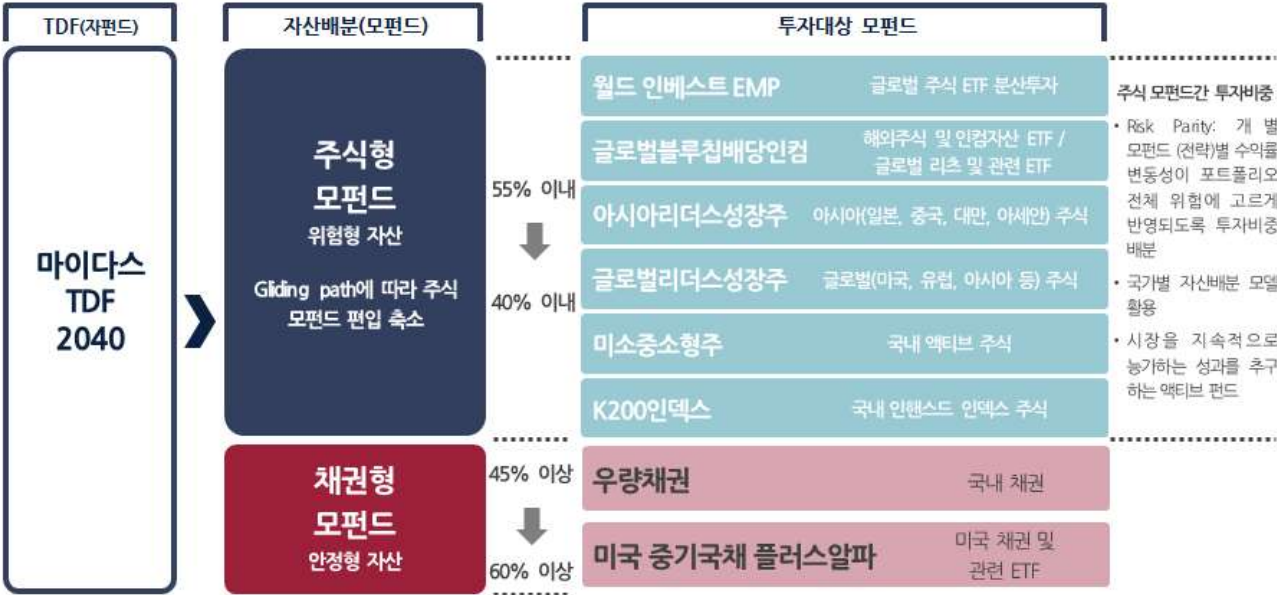 TDF(자펀드)
자산배분(모펀드)
투자대상 모펀드
마이다스
TDF
2040
주식형
모펀드
위험형 자산
Gliding path에 따라 주식
모펀드 편입 축소
55% 이내
40% 이내
월드 인베스트 EMP
글로벌 주식 ETF 분산투자
글로벌블루칩배당인컴
해외주식 및 인컴자산 ETF /
글로벌 리츠 및 관련 ETF
아시아리더스성장주
아시아(일본, 중국, 대만, 아세안) 주식
글로벌리더스성장주
글로벌(미국, 유럽, 아시아 등) 주식
미소중소형주
국내 액티브 주식
K200인덱스
국내 인핸스드 인덱스 주식
주식 모펀드간 투자비중
• Risk Parity: 개별
모펀드 (전략)별 수익률
변동성이 포트폴리오
전체 위험에 고르게
반영되도록 투자비중
배분
• 국가별 자산배분 모델
활용
• 시장을 지속적으로
능가하는 성과를 추구
하는 액티브 펀드
채권형
모펀드
안정형 자산
45% 이상
60% 이상
우량채권
국내 채권
미국 중기국채 플러스알파
미국 채권 및
관련 ETF